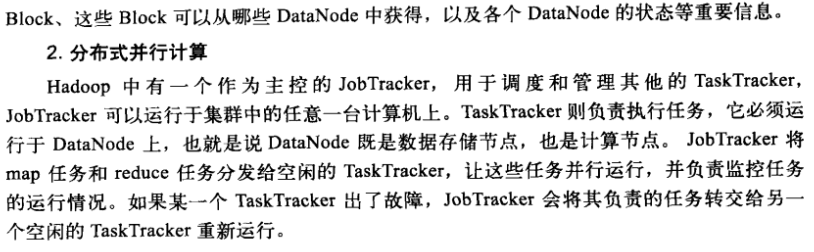 Block、这些 Block 可以从哪些 DataNode 中获得，以及各个 DataNode 的状态等重要信息。
2. 分布式并行计算
Hadoop 中有一个作为主控的 JobTracker，用于调度和管理其他的 TaskTracker，
JobTracker 可以运行于集群中的任意一台计算机上。TaskTracker 则负责执行任务，它必须运
行于 DataNode 上，也就是说 DataNode 既是数据存储节点，也是计算节点。 JobTracker 将
map 任务和 reduce 任务分发给空闲的 TaskTracker，让这些任务并行运行，并负责监控任务
的运行情况。如果某一个 TaskTracker 出了故障，JobTracker 会将其负责的任务转交给另一
个空闲的 TaskTracker 重新运行。